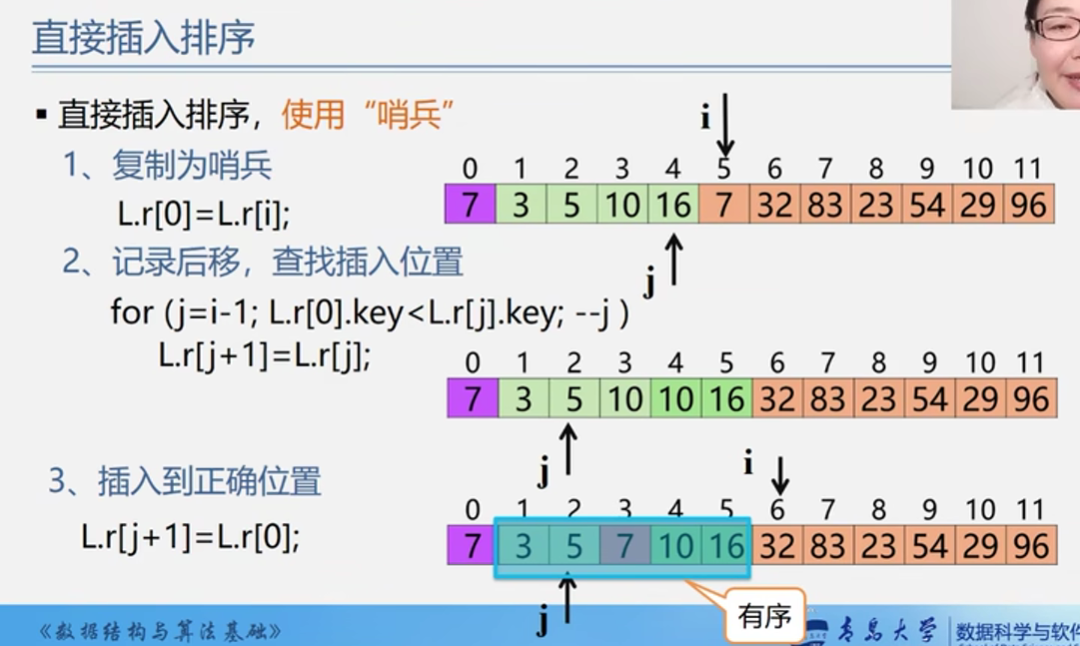 直接插入排序
▪ 直接插入排序，使用“哨兵”
i
1、复制为哨兵
0 1 2 3 4 5 6 7 8 9 10 11
7 3 5 10 16 7 32 83 23 54 29 96
L.r[0]=L.r[i];
j
2、记录后移，查找插入位置
for (j=i-1; L.r[0].key<L.r[j].key; --j )
L.r[j+1]=L.r[j];
0 1 2 3 4 5 6 7 8 9 10 11
7 3 5 10 10 16 32 83 23 54 29 96
j
i
3、插入到正确位置
0 1 2 3 4 5 6 7 8 9 10 11
7 3 5 7 10 16 32 83 23 54 29 96
L.r[j+1]=L.r[0];
j
有序
《数据结构与算法基础》
青岛大学
数据科学与软件